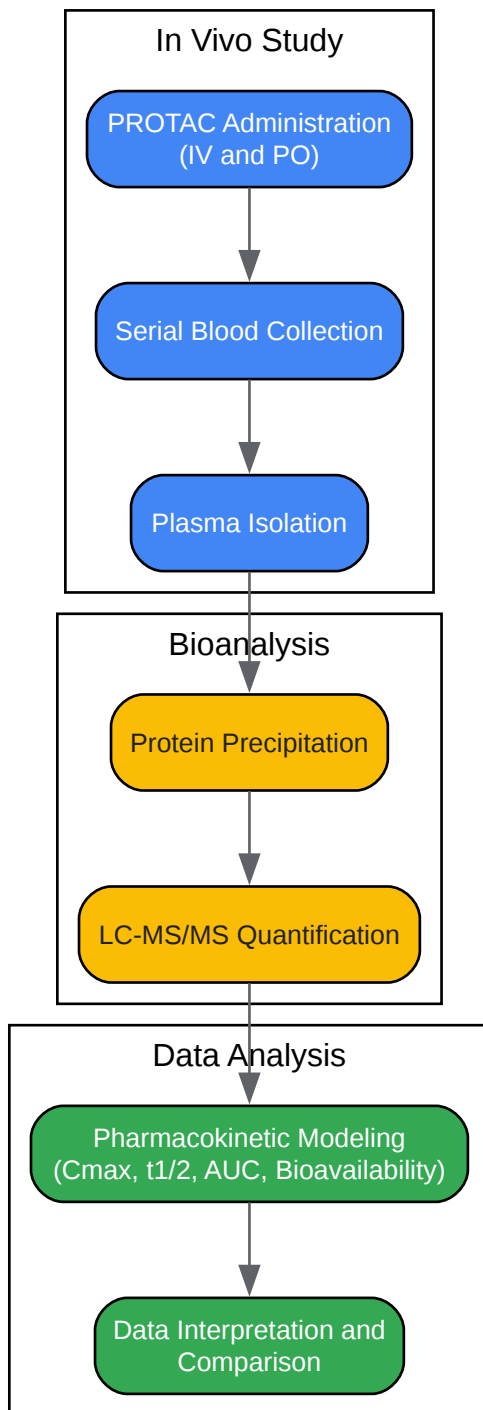 In Vivo Study
PROTAC Administration
(IV and PO)
Serial Blood Collection
Plasma Isolation
Bioanalysis
Protein Precipitation
LC-MS/MS Quantification
Data Analysis
Pharmacokinetic Modeling
(Cmax, t1/2, AUC, Bioavailability)
Data Interpretation and
Comparison